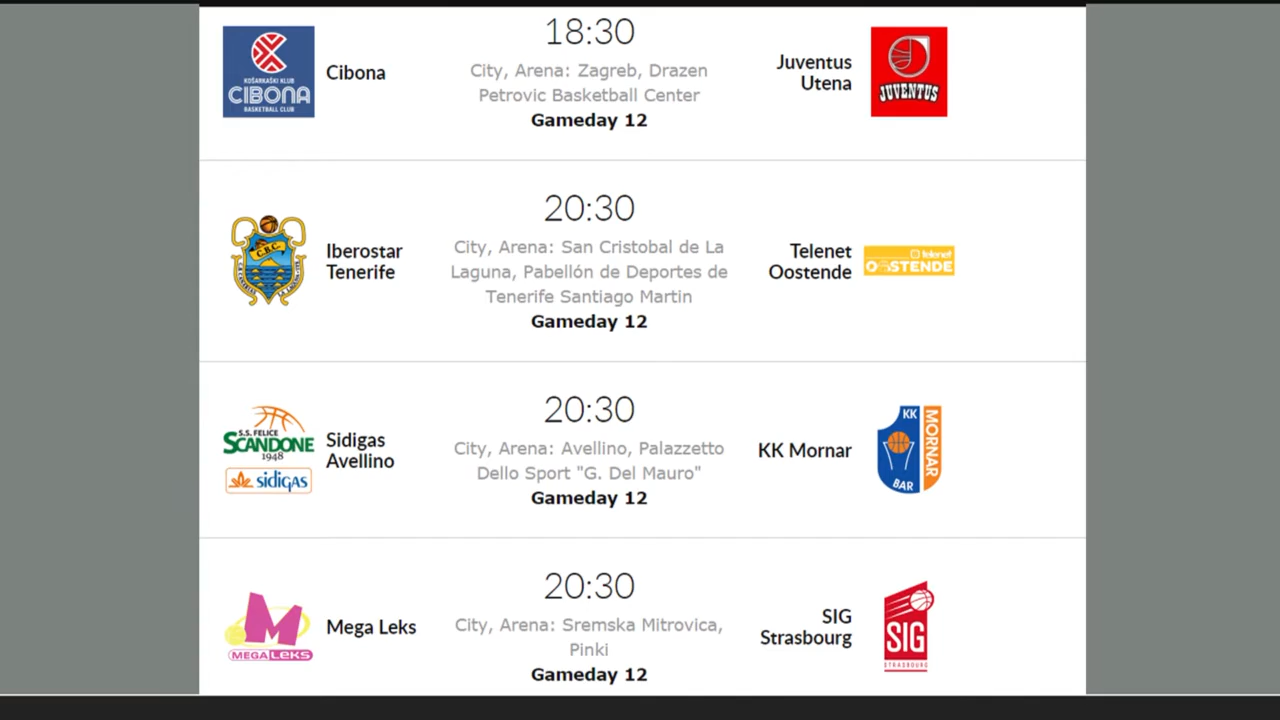 18:30
KOŠARKAŠKI KLUB
CIBONA
BASKETBALL CLUB
Cibona
City, Arena: Zagreb, Drazen
Petrovic Basketball Center
Gameday 12
Juventus
Utena
JUVENTUS
20:30
C.B.C.
Iberostar
Tenerife
City, Arena: San Cristobal de La
Laguna, Pabellón de Deportes de
Tenerife Santiago Martin
Gameday 12
Telenet
Oostende
telenet
OOSTENDE
20:30
S.S. FELICE
SCANDONE
1948
sidigas
Sidigas
Avellino
City, Arena: Avellino, Palazzetto
Dello Sport "G. Del Mauro"
Gameday 12
KK Mornar
KK
MORNAR
BAR
20:30
M
MEGALEKS
Mega Leks
City, Arena: Sremska Mitrovica,
Pinki
Gameday 12
SIG
Strasbourg
SIG
STRASBOURG